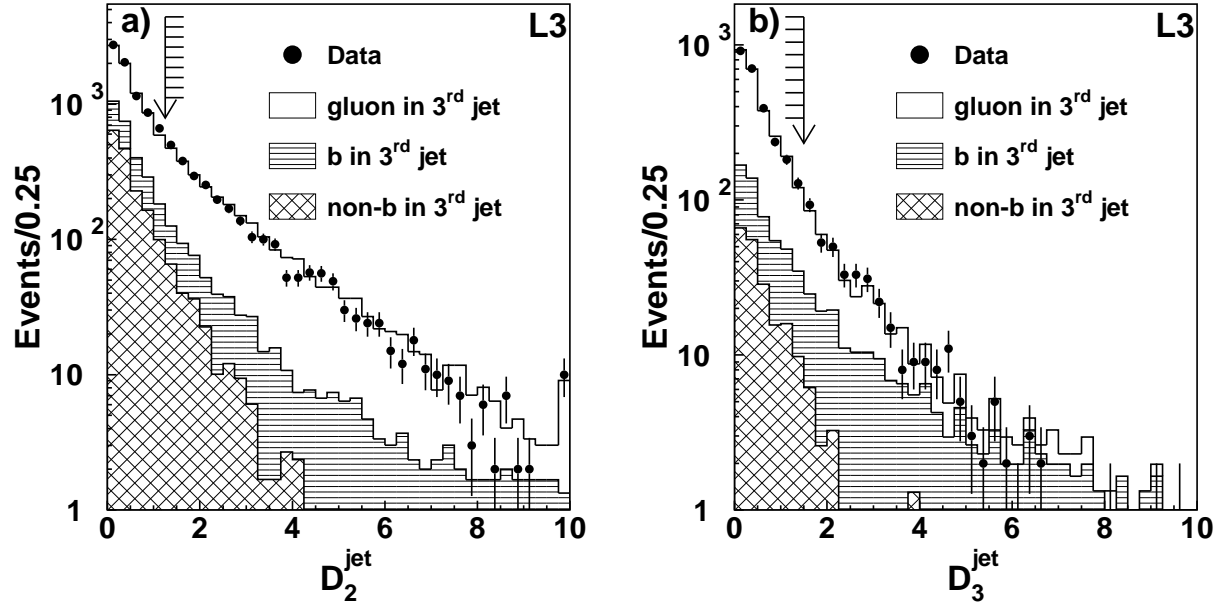 a)
L3
Data
gluon in 3rd jet
b in 3rd jet
non-b in 3rd jet
Events/0.25
10 3
10 2
10
1
0 2 4 6 8 10
D2jet
b)
L3
Data
gluon in 3rd jet
b in 3rd jet
non-b in 3rd jet
Events/0.25
10 3
10 2
10
1
0 2 4 6 8 10
D3jet